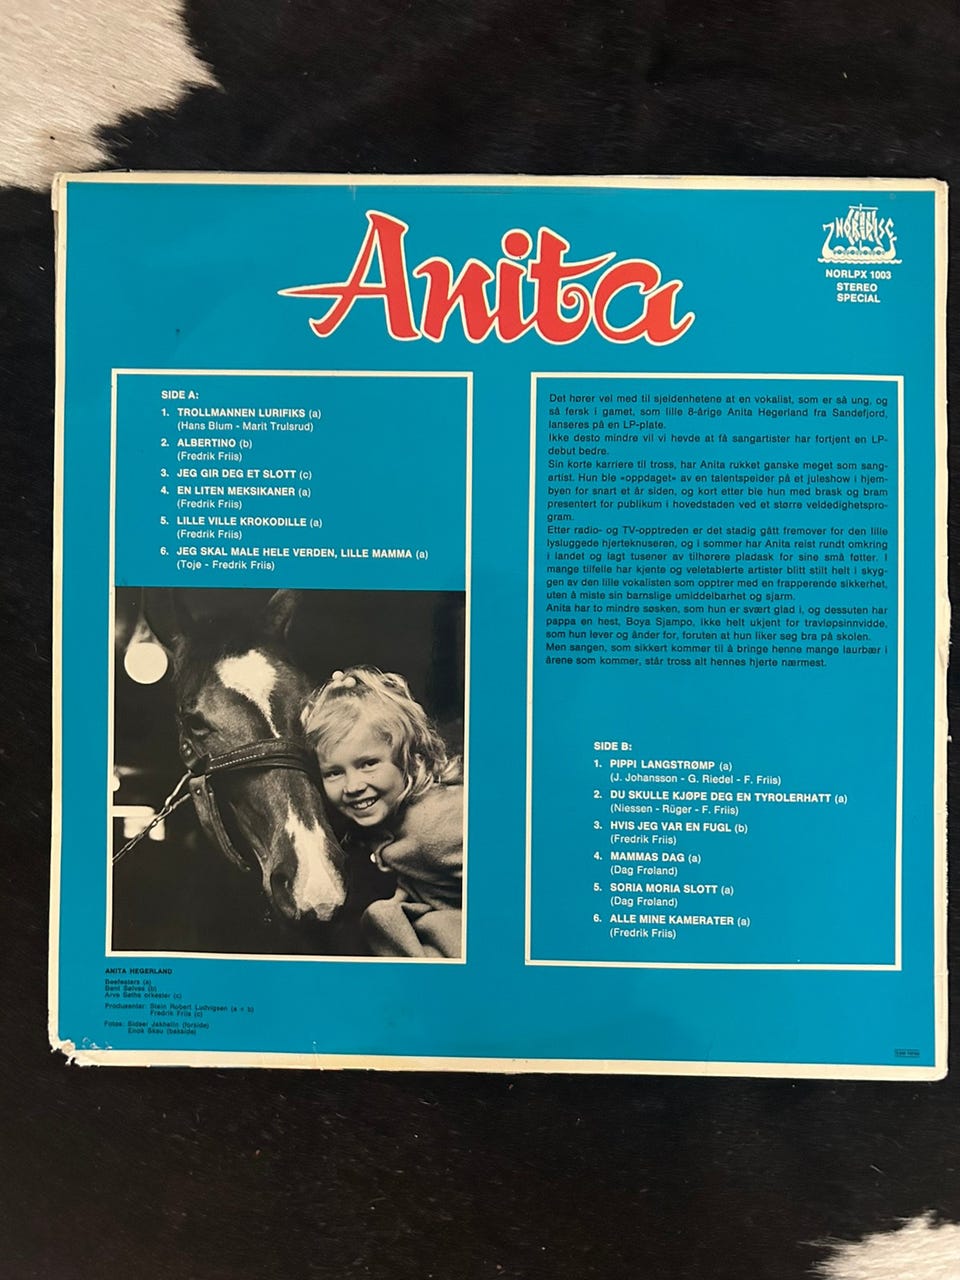 Anita
NORDISC
NORLPX 1003
STEREO
SPECIAL
SIDE A:
1. TROLLMANNEN LURIFIKS (a)
(Hans Blum - Marit Trulsrud)
2. ALBERTINO (b)
(Fredrik Friis)
3. JEG GIR DEG ET SLOTT (c)
4. EN LITEN MEKSIKANER (a)
(Fredrik Friis)
5. LILLE VILLE KROKODILLE (a)
(Fredrik Friis)
6. JEG SKAL MALE HELE VERDEN, LILLE MAMMA (a)
(Toje - Fredrik Friis)
ANITA HEGERLAND
Beefeaters (a)
Bent Sølves (b)
Arve Sethe orkester (c)
Produsenter: Stein Robert Ludvigsen (a + b)
Fredrik Friis (c)
Fotos: Sidsel Jakhelln (forside)
Enok Skau (bakside)
Det hører vel med til sjeldenhetene at en vokalist, som er så ung, og
så fersk i gamet, som lille 8-årige Anita Hegerland fra Sandefjord,
lanseres på en LP-plate.
Ikke desto mindre vil vi hevde at få sangartister har fortjent en LP-
debut bedre.
Sin korte karriere til tross, har Anita rukket ganske meget som sang-
artist. Hun ble «oppdaget» av en talentspeider på et juleshow i hjem-
byen for snart et år siden, og kort etter ble hun med brask og bram
presentert for publikum i hovedstaden ved et større veldedighetspro-
gram.
Etter radio- og TV-opptreden er det stadig gått fremover for den lille
lysluggede hjerteknuseren, og i sommer har Anita reist rundt omkring
i landet og lagt tusener av tilhørere pladask for sine små føtter. I
mange tilfelle har kjente og veletablerte artister blitt stilt helt i skyg-
gen av den lille vokalisten som opptrer med en frapperende sikkerhet,
uten å miste sin barnslige umiddelbarhet og sjarm.
Anita har to mindre søsken, som hun er svært glad i, og dessuten har
pappa en hest, Boya Sjampo, ikke helt ukjent for travløpsinnvidde,
som hun lever og ånder for, foruten at hun liker seg bra på skolen.
Men sangen, som sikkert kommer til å bringe henne mange laurbær i
årene som kommer, står tross alt hennes hjerte nærmest.
SIDE B:
1. PIPPI LANGSTRØMP (a)
(J. Johansson - G. Riedel - F. Friis)
2. DU SKULLE KJØPE DEG EN TYROLERHATT (a)
(Niessen - Rüger - F. Friis)
3. HVIS JEG VAR EN FUGL (b)
(Fredrik Friis)
4. MAMMAS DAG (a)
(Dag Frøland)
5. SORIA MORIA SLOTT (a)
(Dag Frøland)
6. ALLE MINE KAMERATER (a)
(Fredrik Friis)